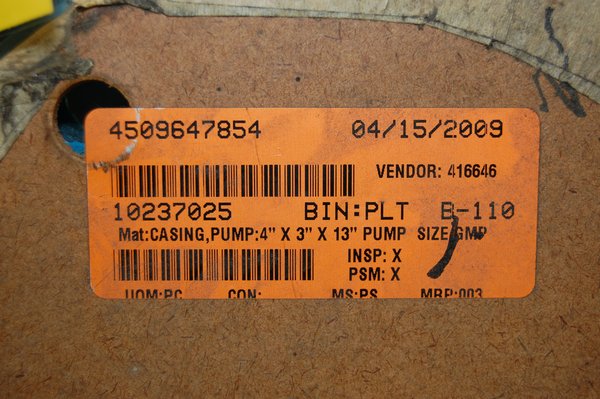 4509647854 04/15/2009
VENDOR: 416646
10237025 BIN:PLT B-110
Mat:CASING,PUMP:4" X 3" X 13" PUMP SIZE GMP
INSP: X
PSM: X
UOM:PC CON: MS:PS MRP:003